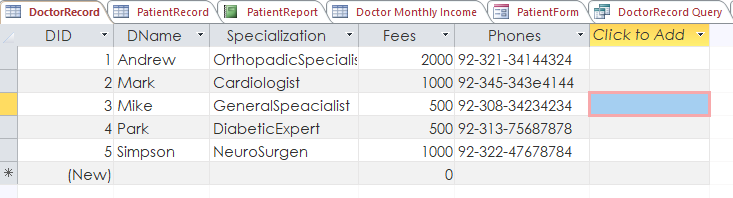 DoctorRecord PatientRecord PatientReport Doctor Monthly Income PatientForm DoctorRecord Query
DID DName Specialization Fees Phones Click to Add
1 Andrew OrthopadicSpecialis 2000 92-321-34144324
2 Mark Cardiologist 1000 92-345-343e4144
3 Mike GeneralSpeacialist 500 92-308-34234234
4 Park DiabeticExpert 500 92-313-75687878
5 Simpson NeuroSurgen 1000 92-322-47678784
* (New) 0